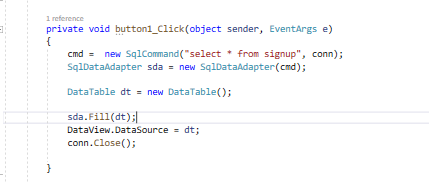 1 reference
private void button1_Click(object sender, EventArgs e)
{
cmd = new SqlCommand("select * from signup", conn);
SqlDataAdapter sda = new SqlDataAdapter(cmd);
DataTable dt = new DataTable();
sda.Fill(dt);
DataView.DataSource = dt;
conn.Close();
}